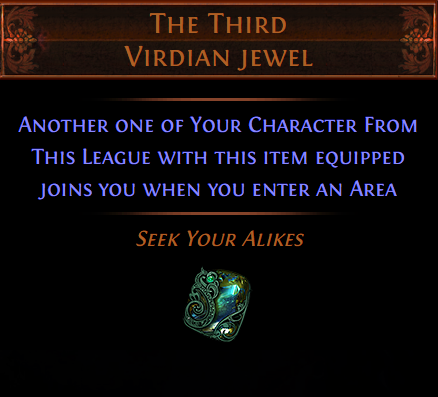 The Third
Virdian Jewel
Another one of Your Character From
This League with this item equipped
joins you when you enter an Area
Seek Your Alikes